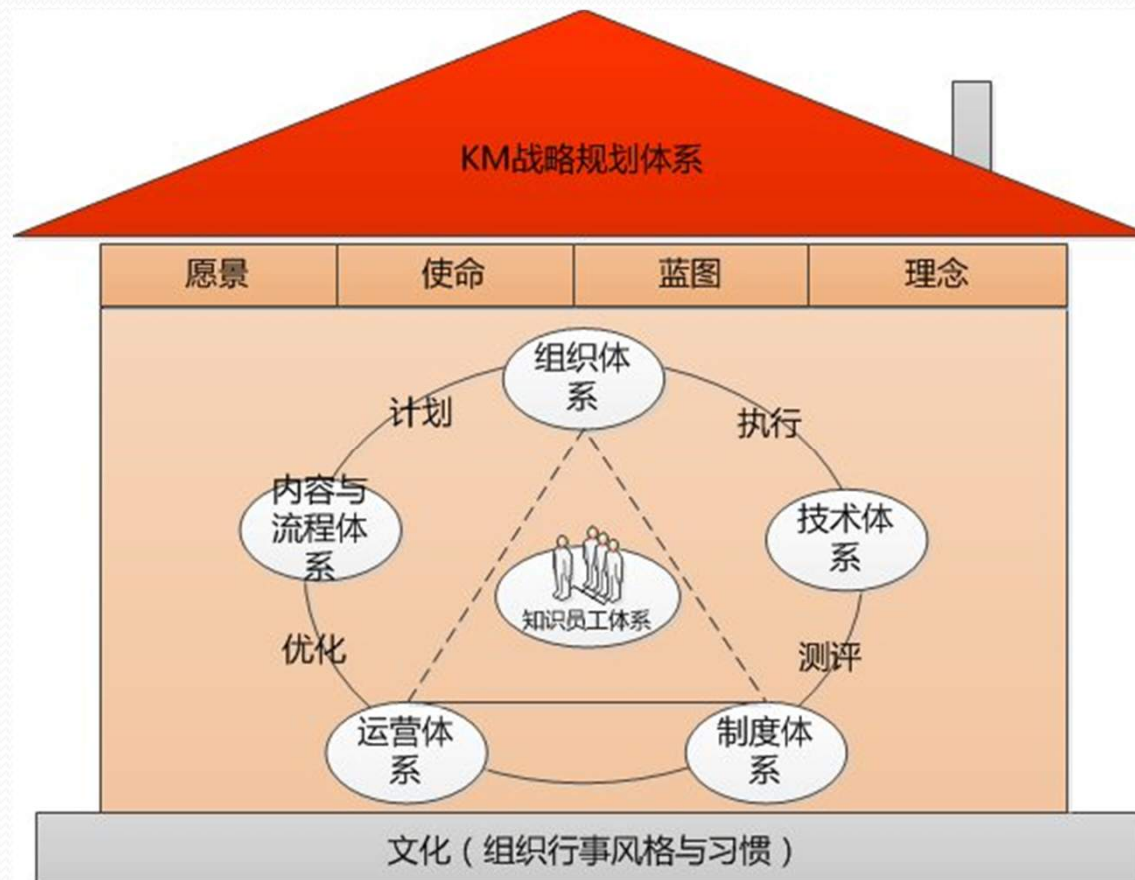 KM战略规划体系
愿景
使命
蓝图
理念
组织体
系
计划
执行
内容与
流程体
系
技术体
系
知识员工体系
优化
测评
运营体
系
制度体
系
文化（组织行事风格与习惯）